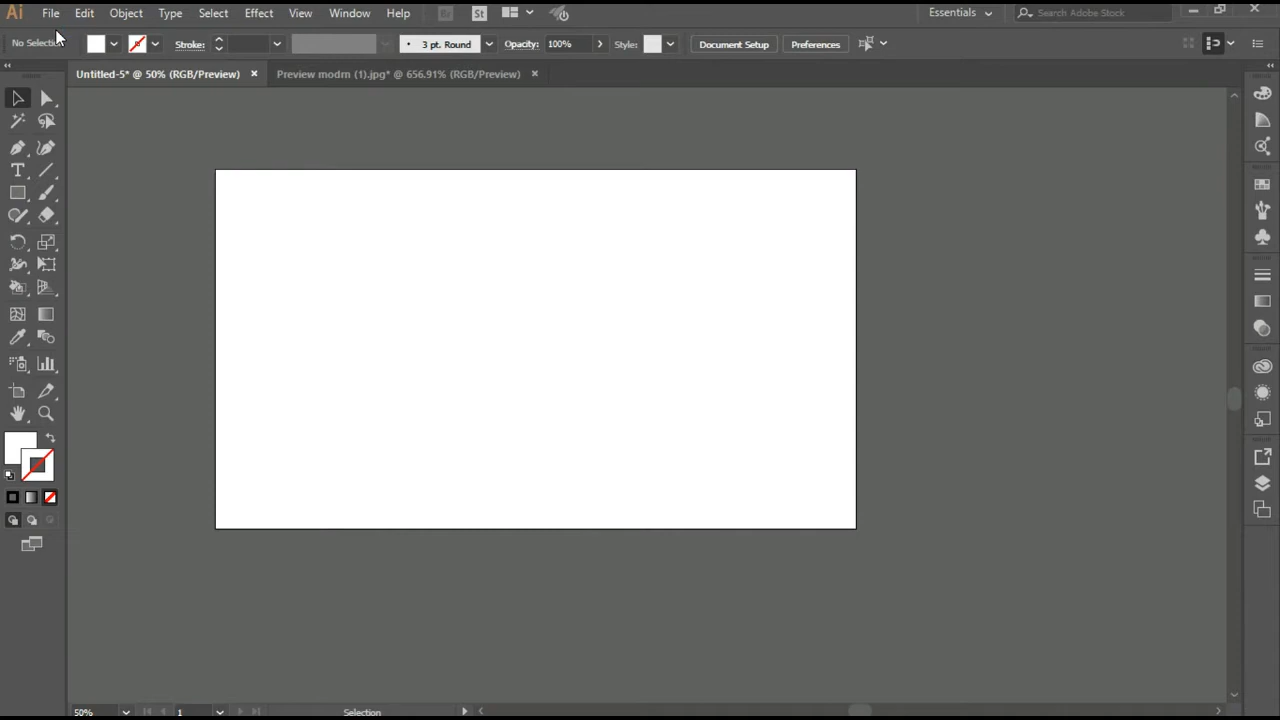 Ai File Edit Object Type Select Effect View Window Help St Essentials Search Adobe Stock
No Selection Stroke: 3 pt. Round Opacity: 100% Style: Document Setup Preferences
Untitled-5* @ 50% (RGB/Preview) Preview modrn (1).jpg* @ 656.91% (RGB/Preview)
50% 1 Selection